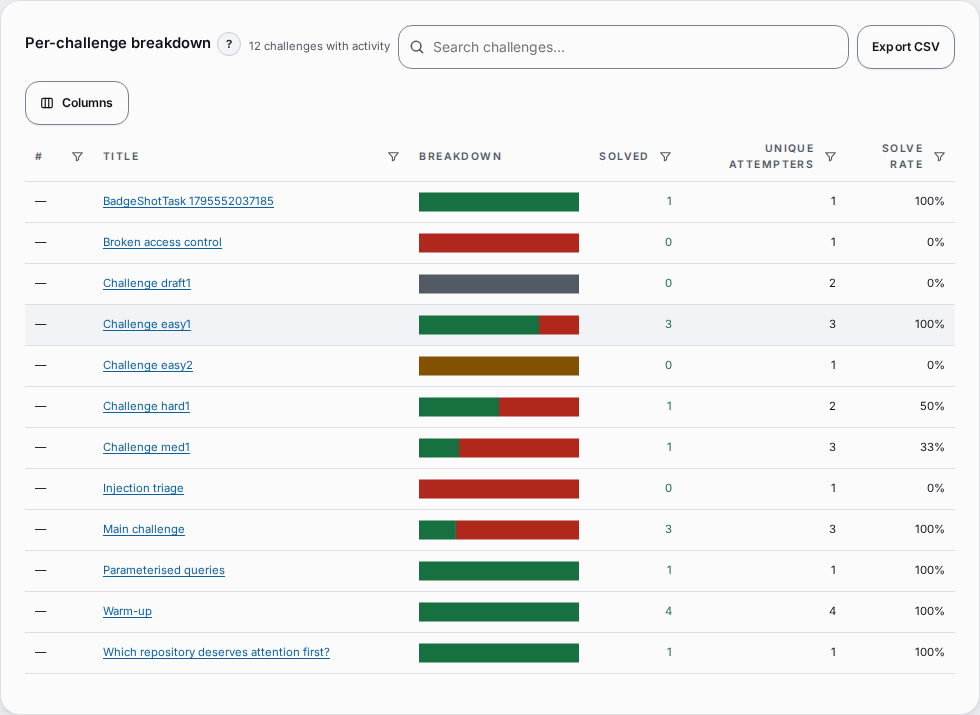 Per-challenge breakdown ? 12 challenges with activity Search challenges... Export CSV
Columns
# TITLE BREAKDOWN SOLVED UNIQUE ATTEMPTERS SOLVE RATE
— BadgeShotTask 1795552037185 1 1 100%
— Broken access control 0 1 0%
— Challenge draft1 0 2 0%
— Challenge easy1 3 3 100%
— Challenge easy2 0 1 0%
— Challenge hard1 1 2 50%
— Challenge med1 1 3 33%
— Injection triage 0 1 0%
— Main challenge 3 3 100%
— Parameterised queries 1 1 100%
— Warm-up 4 4 100%
— Which repository deserves attention first? 1 1 100%